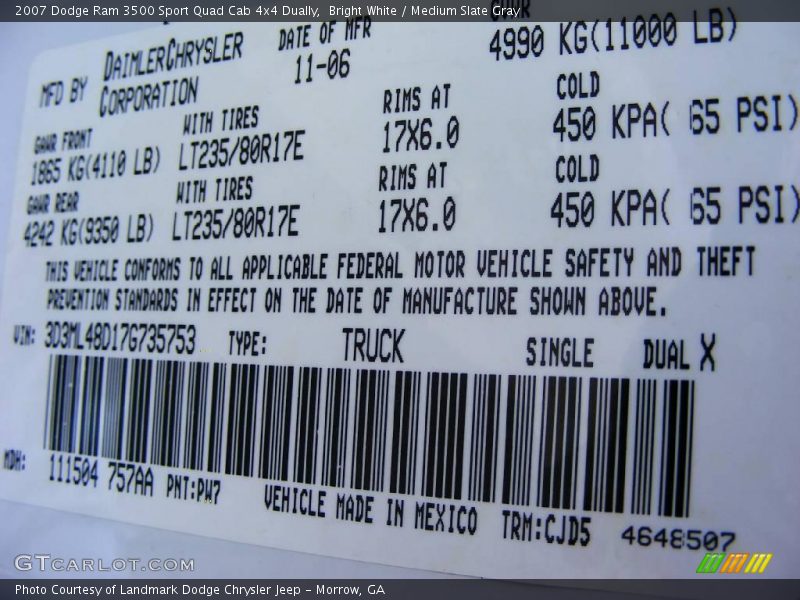 2007 Dodge Ram 3500 Sport Quad Cab 4x4 Dually,  Bright White / Medium Slate Gray
MFD BY DAIMLERCHRYSLER CORPORATION
DATE OF MFR
11-06
GVWR
4990 KG(11000 LB)
GAWR FRONT WITH TIRES RIMS AT COLD
1865 KG(4110 LB) LT235/80R17E 17X6.0 450 KPA( 65 PSI)
GAWR REAR WITH TIRES RIMS AT COLD
4242 KG(9350 LB) LT235/80R17E 17X6.0 450 KPA( 65 PSI)
THIS VEHICLE CONFORMS TO ALL APPLICABLE FEDERAL MOTOR VEHICLE SAFETY AND THEFT
PREVENTION STANDARDS IN EFFECT ON THE DATE OF MANUFACTURE SHOWN ABOVE.
VIN: 3D3ML48D17G735753 TYPE: TRUCK SINGLE DUAL X
MDH: 111504 757AA PNT:PW7 VEHICLE MADE IN MEXICO TRM:CJD5 4648507
GTCARLOT.COM
Photo Courtesy of Landmark Dodge Chrysler Jeep – Morrow, GA